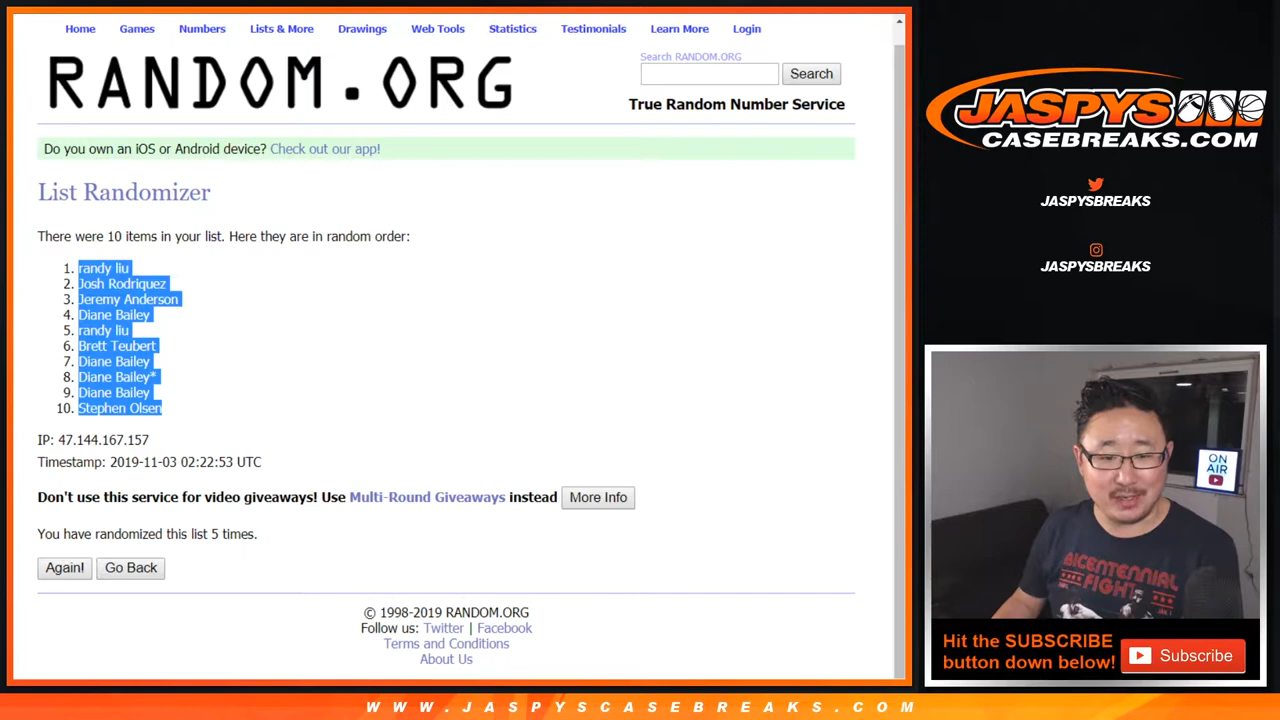 Home Games Numbers Lists & More Drawings Web Tools Statistics Testimonials Learn More Login
RANDOM.ORG
Search RANDOM.ORG
Search
True Random Number Service
Do you own an iOS or Android device? Check out our app!
List Randomizer
There were 10 items in your list. Here they are in random order:
1. randy liu
2. Josh Rodriquez
3. Jeremy Anderson
4. Diane Bailey
5. randy liu
6. Brett Teubert
7. Diane Bailey
8. Diane Bailey*
9. Diane Bailey
10. Stephen Olsen
IP: 47.144.167.157
Timestamp: 2019-11-03 02:22:53 UTC
Don't use this service for video giveaways! Use Multi-Round Giveaways instead More Info
You have randomized this list 5 times.
Again! Go Back
© 1998-2019 RANDOM.ORG
Follow us: Twitter | Facebook
Terms and Conditions
About Us
JASPYS
CASEBREAKS.COM
JASPYSBREAKS
JASPYSBREAKS
ON
AIR
BICENTENNIAL
FIGHT
Hit the SUBSCRIBE
button down below!
Subscribe
WWW.JASPYSCASEBREAKS.COM